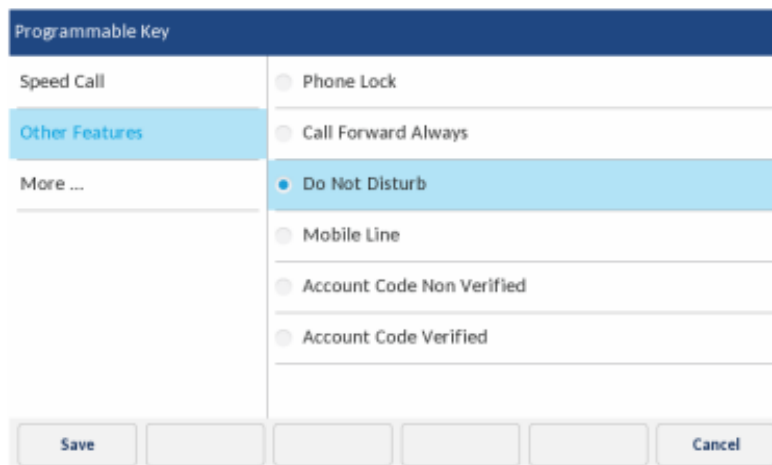 Programmable Key
Speed Call
Other Features
More ...
Phone Lock
Call Forward Always
Do Not Disturb
Mobile Line
Account Code Non Verified
Account Code Verified
Save
Cancel